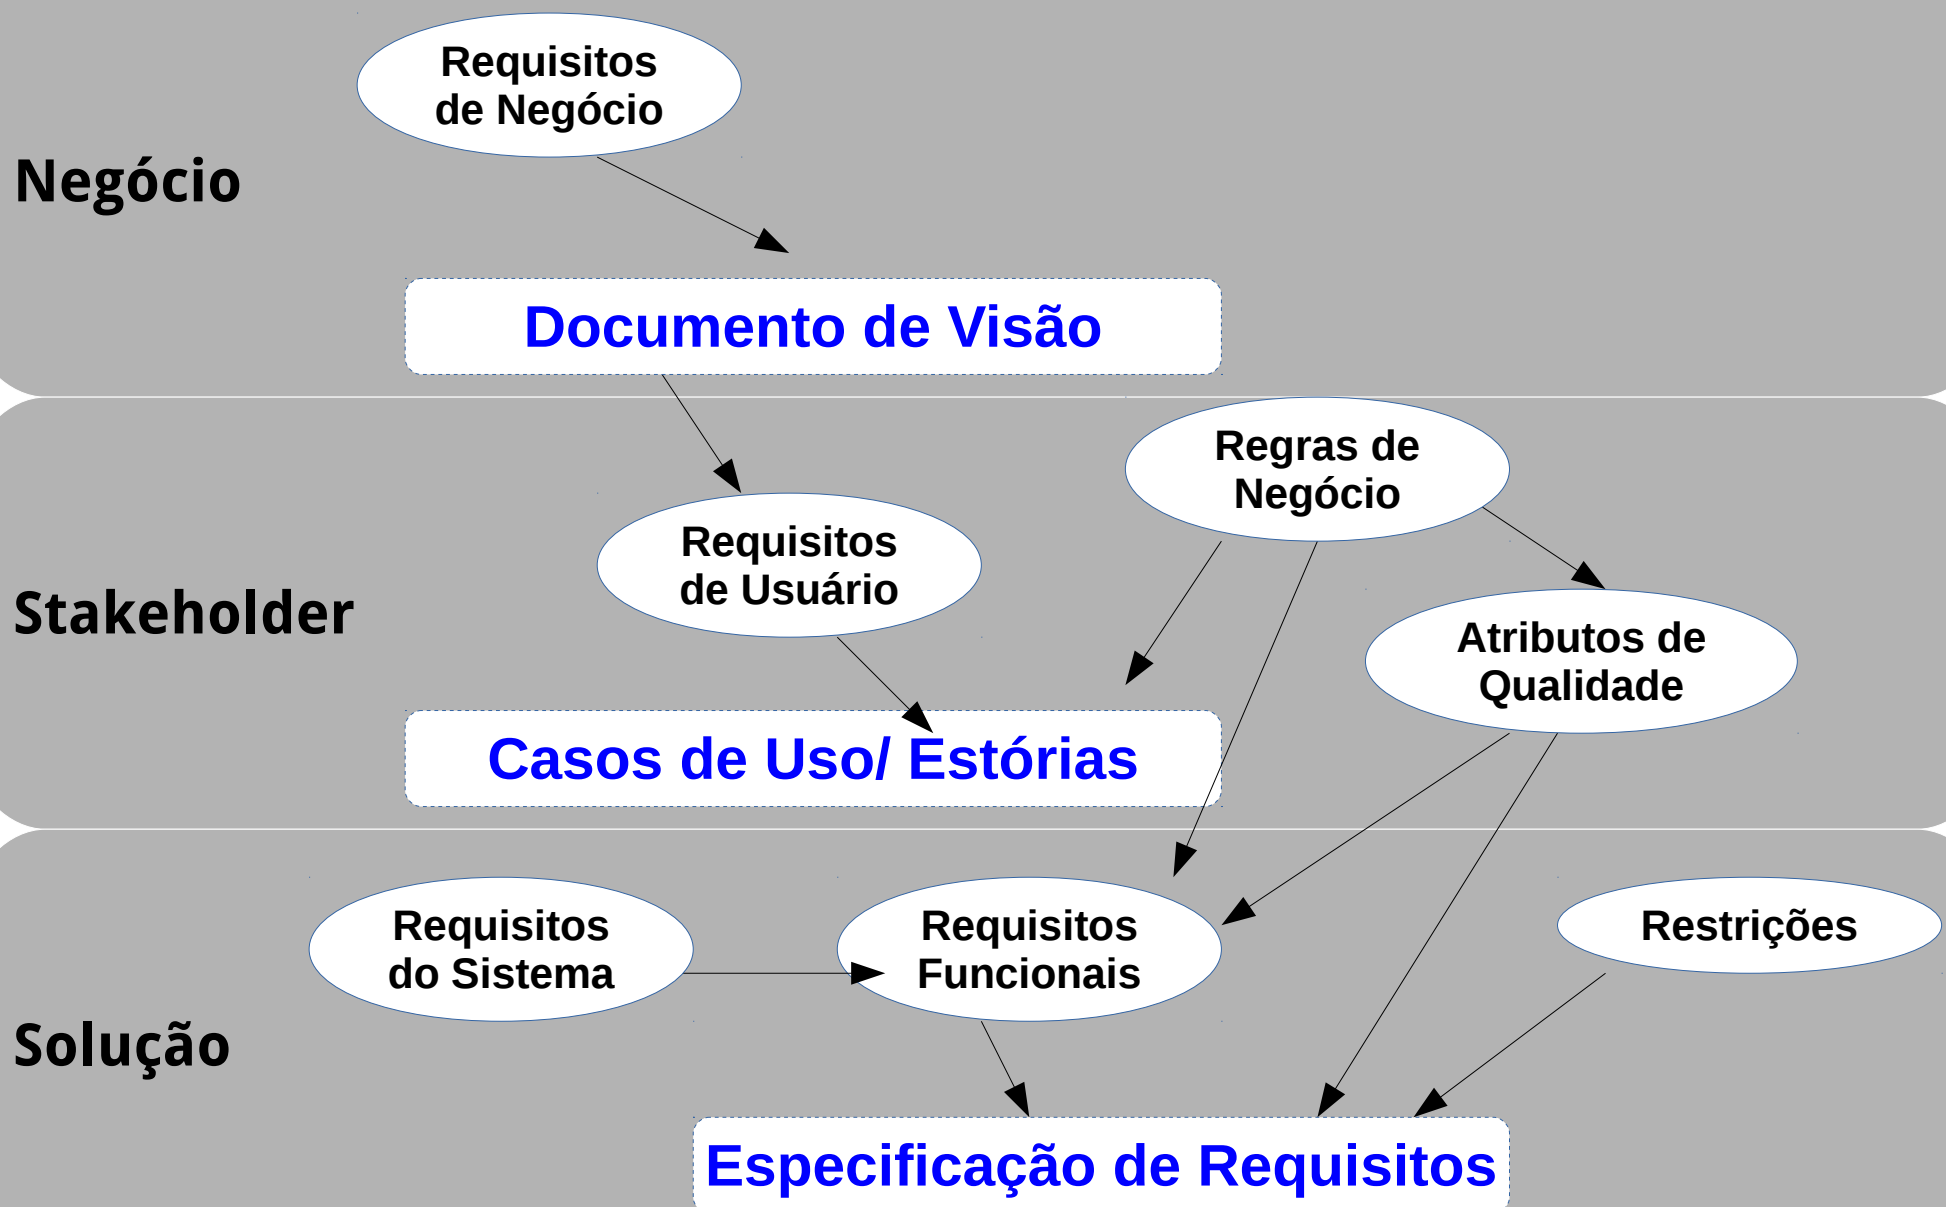 Requisitos
de Negócio
Negócio
Documento de Visão
Regras de
Negócio
Requisitos
de Usuário
Stakeholder
Atributos de
Qualidade
Casos de Uso/ Estórias
Requisitos
do Sistema
Requisitos
Funcionais
Restrições
Solução
Especificação de Requisitos